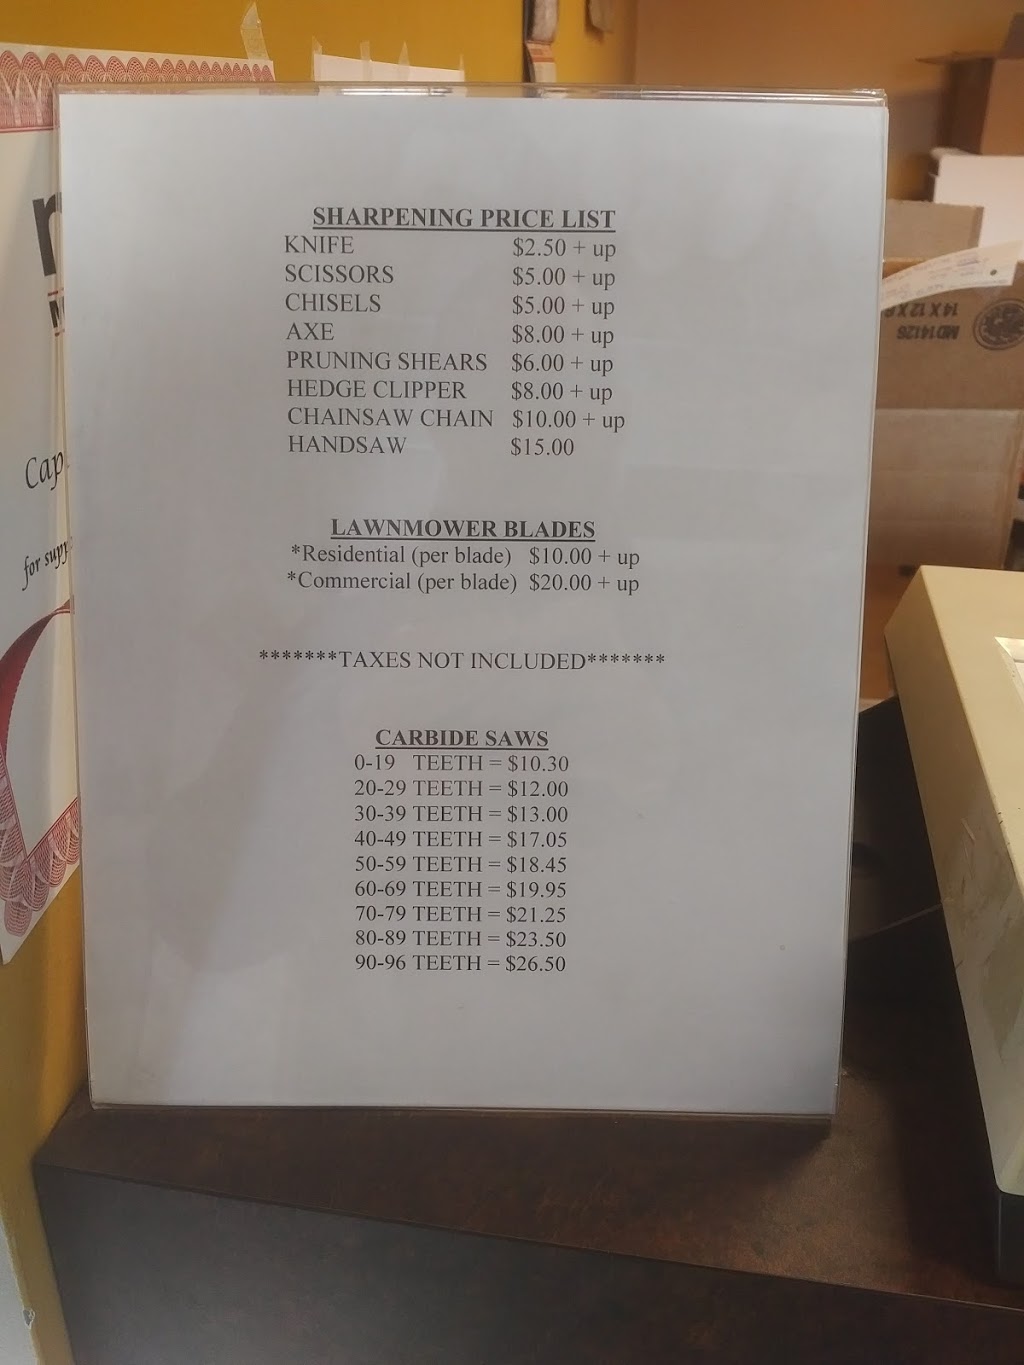 SHARPENING PRICE LIST
KNIFE $2.50 + up
SCISSORS $5.00 + up
CHISELS $5.00 + up
AXE $8.00 + up
PRUNING SHEARS $6.00 + up
HEDGE CLIPPER $8.00 + up
CHAINSAW CHAIN $10.00 + up
HANDSAW $15.00
LAWNMOWER BLADES
*Residential (per blade) $10.00 + up
*Commercial (per blade) $20.00 + up
*******TAXES NOT INCLUDED*******
CARBIDE SAWS
0-19 TEETH = $10.30
20-29 TEETH = $12.00
30-39 TEETH = $13.00
40-49 TEETH = $17.05
50-59 TEETH = $18.45
60-69 TEETH = $19.95
70-79 TEETH = $21.25
80-89 TEETH = $23.50
90-96 TEETH = $26.50
Cap
for supp
MD14126
14 X 12 X